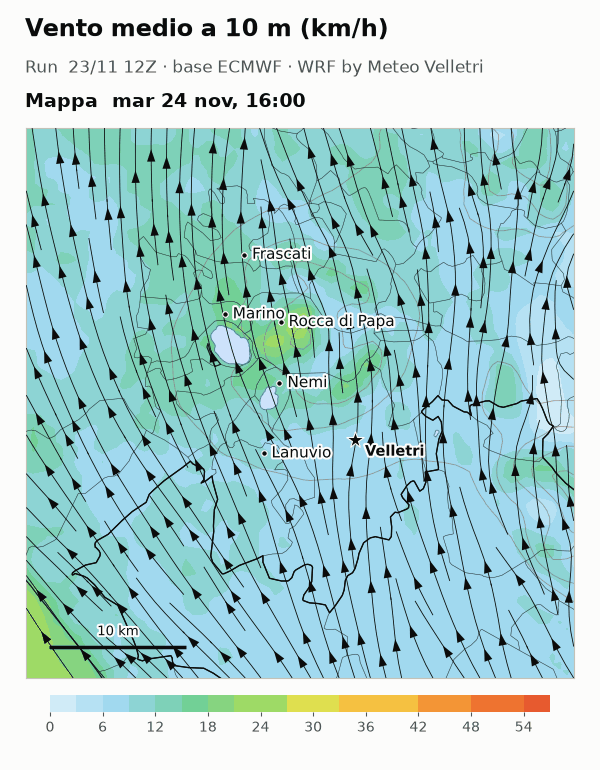 Vento medio a 10 m (km/h)
Run  23/11 12Z · base ECMWF · WRF by Meteo Velletri
Mappa  mar 24 nov, 16:00
Frascati
Marino
Rocca di Papa
Nemi
Velletri
Lanuvio
10 km
0 6 12 18 24 30 36 42 48 54